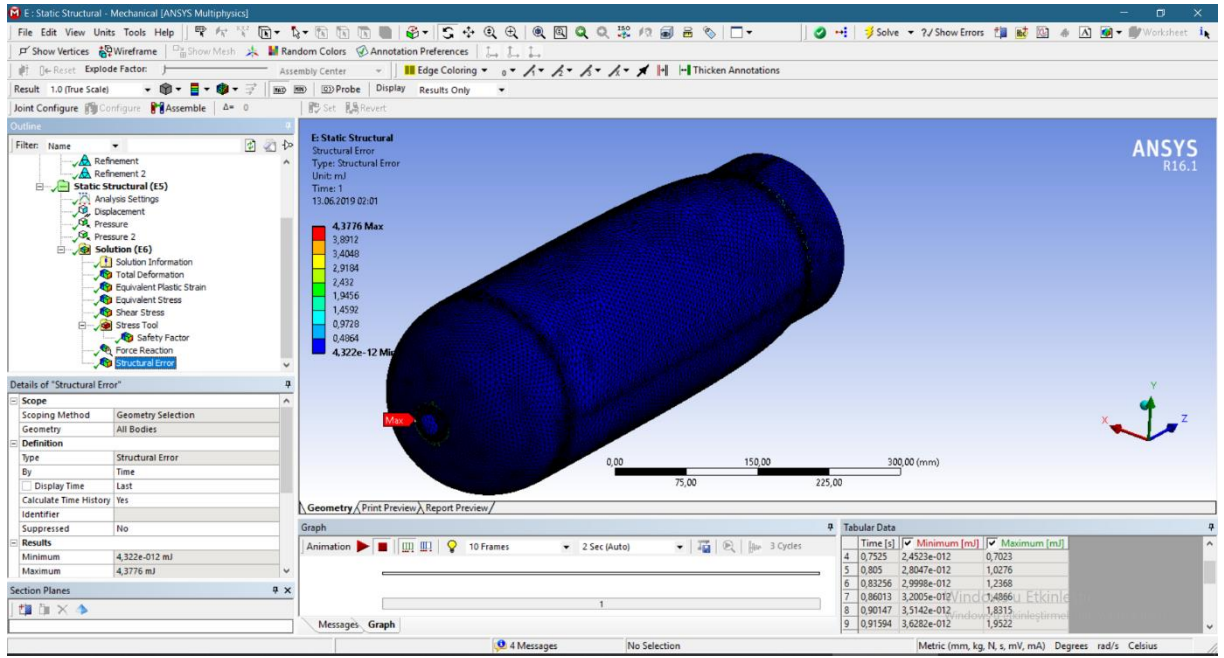 E : Static Structural - Mechanical [ANSYS Multiphysics]
File Edit View Units Tools Help Solve ?/ Show Errors Worksheet
Show Vertices Wireframe Show Mesh Random Colors Annotation Preferences
Reset Explode Factor: Assembly Center Edge Coloring Thicken Annotations
Result 1.0 (True Scale) Probe Display Results Only
Joint Configure Configure Assemble Δ= 0 Set Revert
Outline
Filter: Name
Refinement
Refinement 2
Static Structural (E5)
Analysis Settings
Displacement
Pressure
Pressure 2
Solution (E6)
Solution Information
Total Deformation
Equivalent Plastic Strain
Equivalent Stress
Shear Stress
Stress Tool
Safety Factor
Force Reaction
Structural Error
Details of "Structural Error"
Scope
Scoping Method Geometry Selection
Geometry All Bodies
Definition
Type Structural Error
By Time
Display Time Last
Calculate Time History Yes
Identifier
Suppressed No
Results
Minimum 4,322e-012 mJ
Maximum 4,3776 mJ
Section Planes
E: Static Structural
Structural Error
Type: Structural Error
Unit: mJ
Time: 1
13.06.2019 02:01
4,3776 Max
3,8912
3,4048
2,9184
2,432
1,9456
1,4592
0,9728
0,4864
4,322e-12 Mi
Max
ANSYS
R16.1
Y
X Z
0,00 150,00 300,00 (mm)
75,00 225,00
Geometry Print Preview Report Preview
Graph
Animation 10 Frames 2 Sec (Auto) 3 Cycles
1
Messages Graph
Tabular Data
Time [s] Minimum [mJ] Maximum [mJ]
4 0,7525 2,4523e-012 0,7023
5 0,805 2,8047e-012 1,0276
6 0,83256 2,9998e-012 1,2368
7 0,86013 3,2005e-012 1,4866
8 0,90147 3,5142e-012 1,8315
9 0,91594 3,6282e-012 1,9522
4 Messages No Selection Metric (mm, kg, N, s, mV, mA) Degrees rad/s Celsius